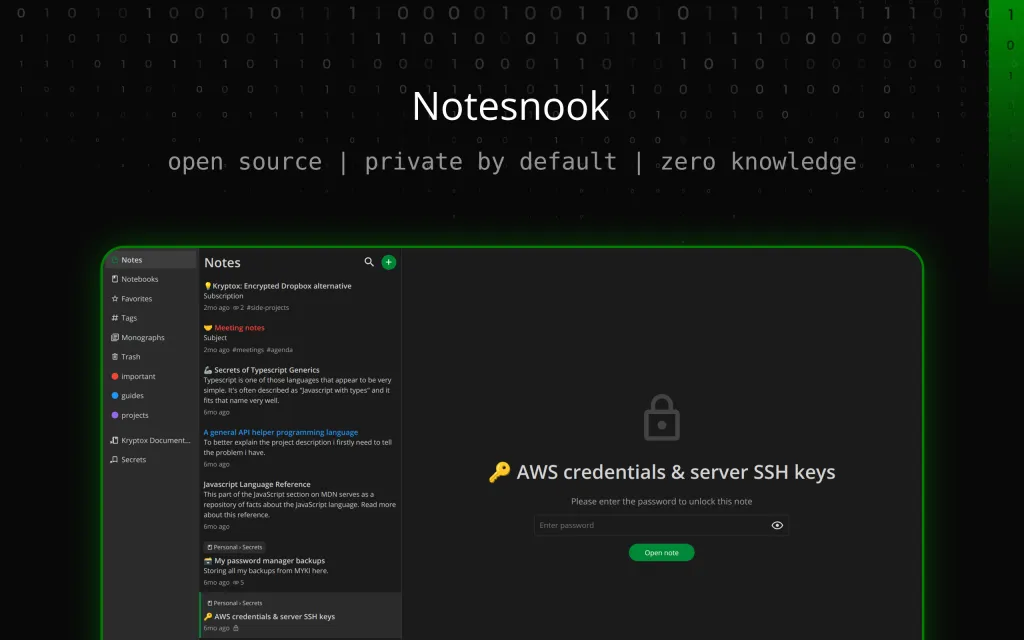 Notesnook
open source | private by default | zero knowledge
Notes
Notebooks
Favorites
Tags
Monographs
Trash
important
guides
projects
Kryptox Document...
Secrets
Notes
💡Kryptox: Encrypted Dropbox alternative
Subscription
2mo ago 2 #side-projects
🤝 Meeting notes
Subject
2mo ago #meetings #agenda
💪 Secrets of Typescript Generics
Typescript is one of those languages that appear to be very
simple. It's often described as "Javascript with types" and it
fits that name very well.
6mo ago
A general API helper programming language
To better explain the project description i firstly need to tell
the problem i have.
6mo ago
Javascript Language Reference
This part of the JavaScript section on MDN serves as a
repository of facts about the JavaScript language. Read more
about this reference.
6mo ago
Personal › Secrets
My password manager backups
Storing all my backups from MYKI here.
6mo ago 5
Personal › Secrets
🔑 AWS credentials & server SSH keys
6mo ago
🔑 AWS credentials & server SSH keys
Please enter the password to unlock this note
Enter password
Open note